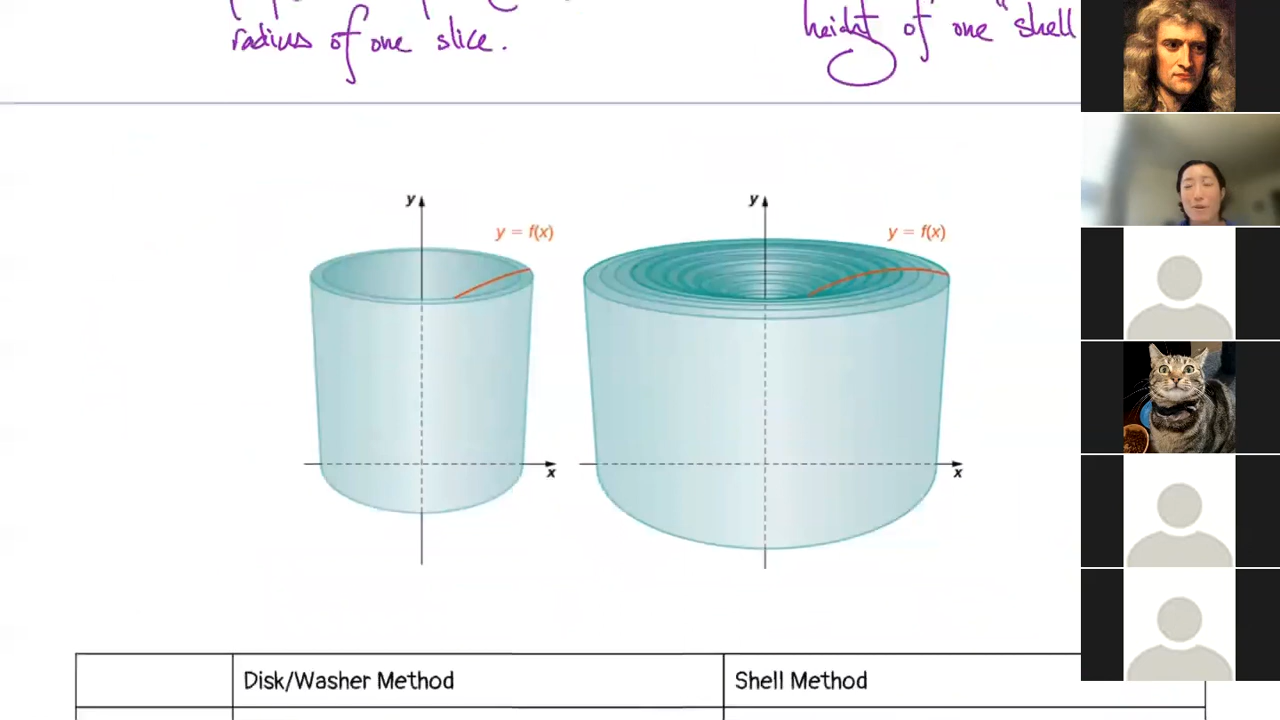 radius of one slice.
height of one "shell
y
y = f(x)
x
y
y = f(x)
x
Disk/Washer Method
Shell Method